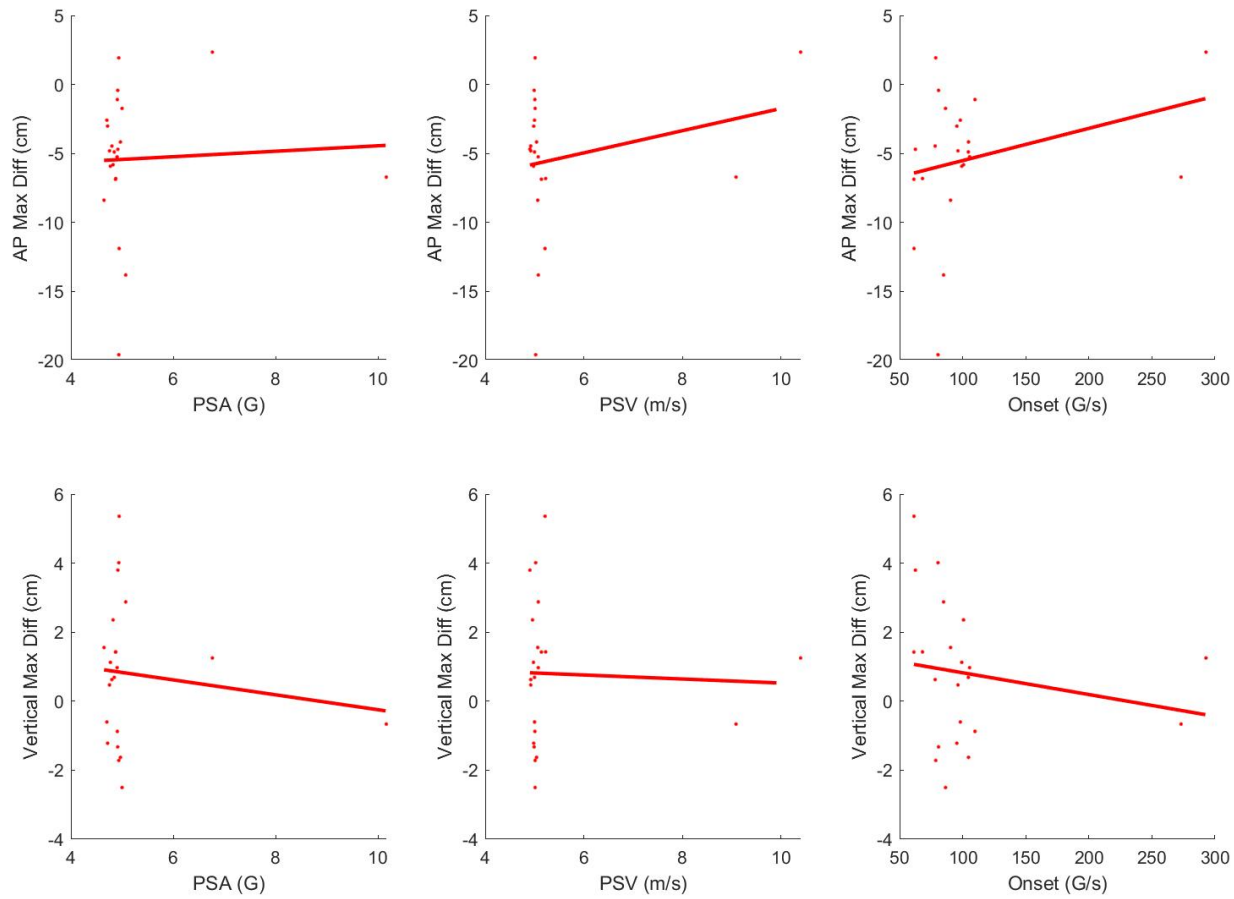 5
0
-5
-10
-15
-20
4 6 8 10
AP Max Diff (cm)
PSA (G)
5
0
-5
-10
-15
-20
4 6 8 10
AP Max Diff (cm)
PSV (m/s)
5
0
-5
-10
-15
-20
50 100 150 200 250 300
AP Max Diff (cm)
Onset (G/s)
6
4
2
0
-2
-4
4 6 8 10
Vertical Max Diff (cm)
PSA (G)
6
4
2
0
-2
-4
4 6 8 10
Vertical Max Diff (cm)
PSV (m/s)
6
4
2
0
-2
-4
50 100 150 200 250 300
Vertical Max Diff (cm)
Onset (G/s)